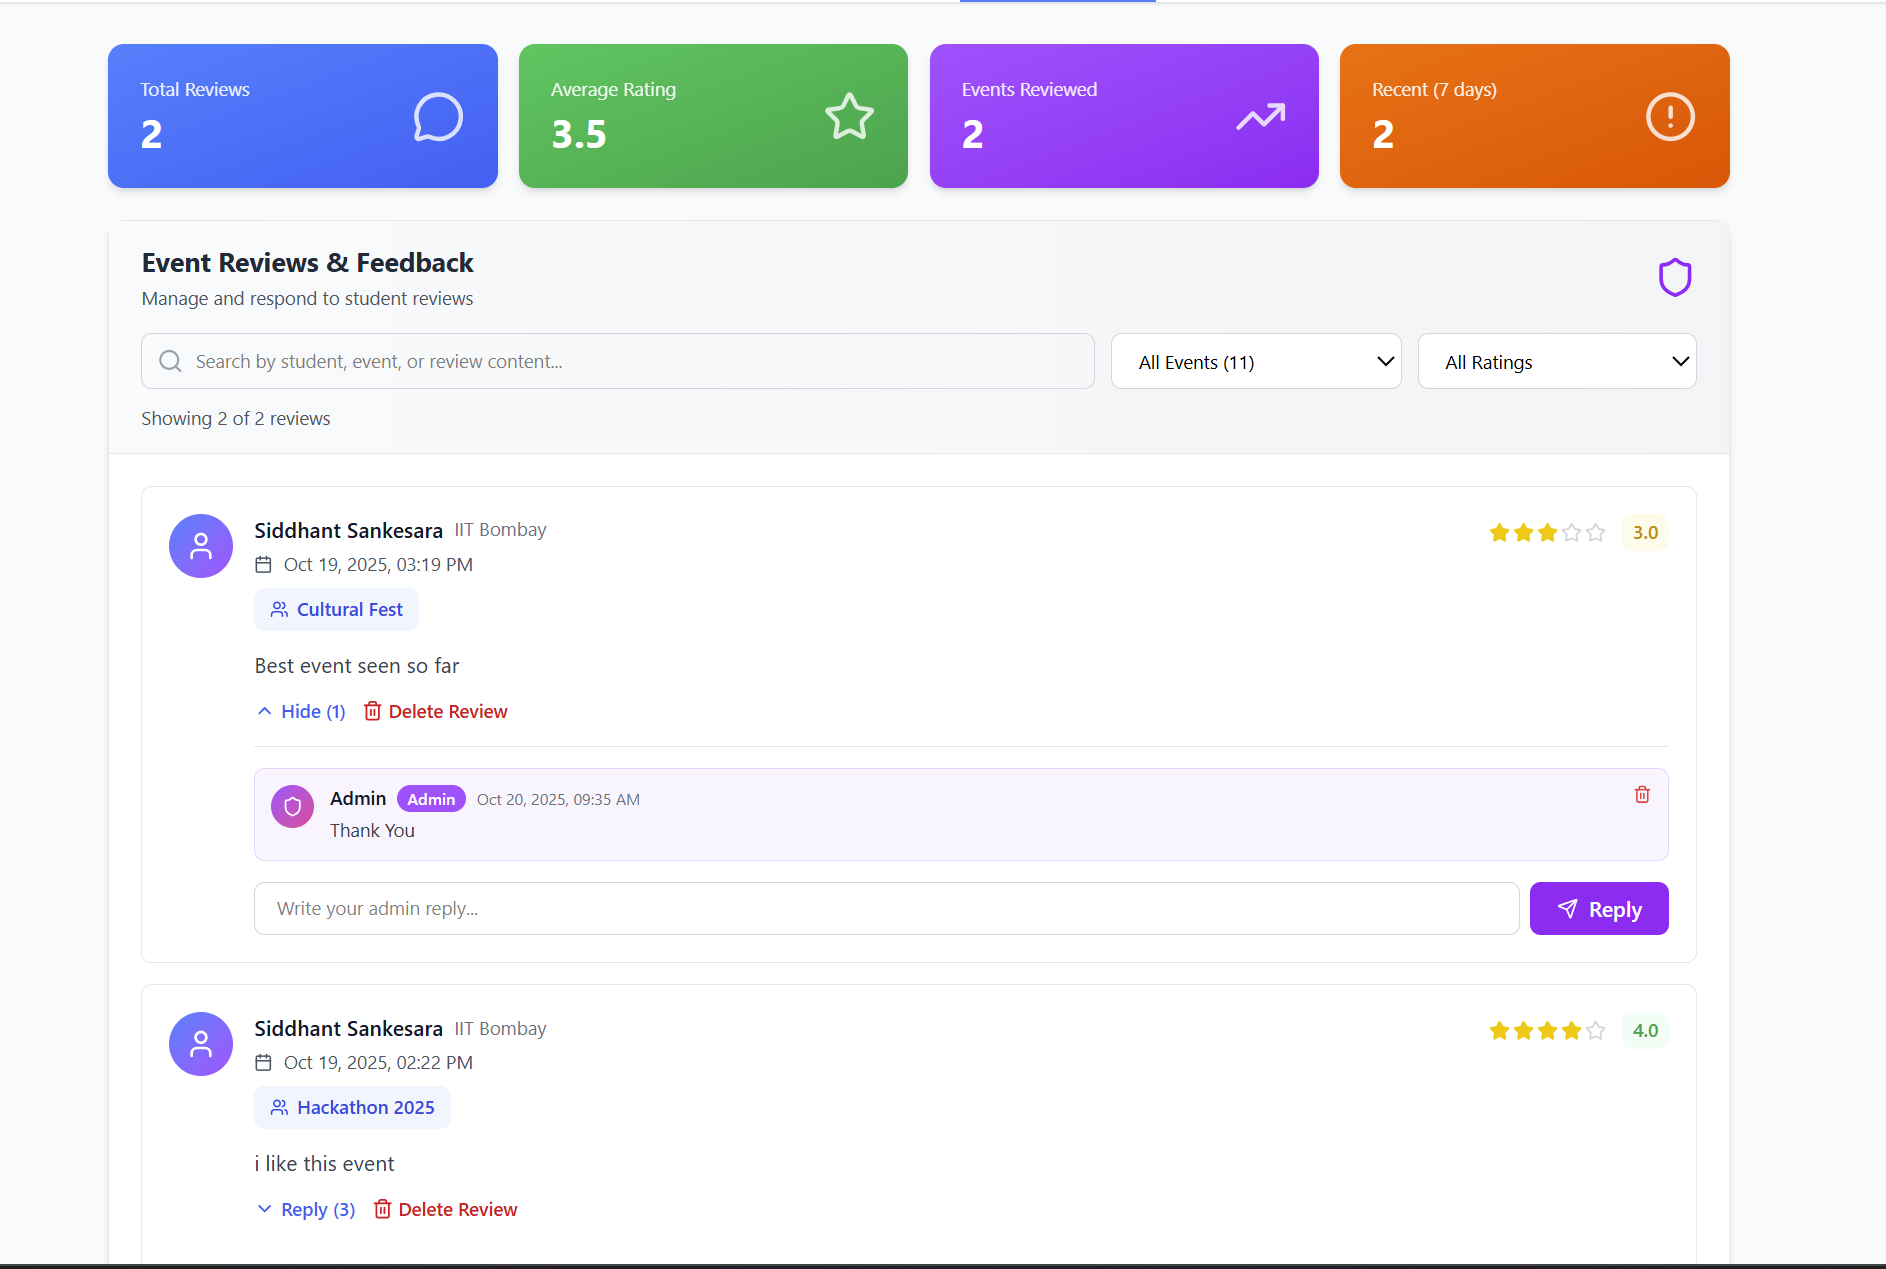 Total Reviews
2
Average Rating
3.5
Events Reviewed
2
Recent (7 days)
2
Event Reviews & Feedback
Manage and respond to student reviews
Search by student, event, or review content...
All Events (11)
All Ratings
Showing 2 of 2 reviews
Siddhant Sankesara IIT Bombay
3.0
Oct 19, 2025, 03:19 PM
Cultural Fest
Best event seen so far
Hide (1) Delete Review
Admin Admin Oct 20, 2025, 09:35 AM
Thank You
Write your admin reply...
Reply
Siddhant Sankesara IIT Bombay
4.0
Oct 19, 2025, 02:22 PM
Hackathon 2025
i like this event
Reply (3) Delete Review